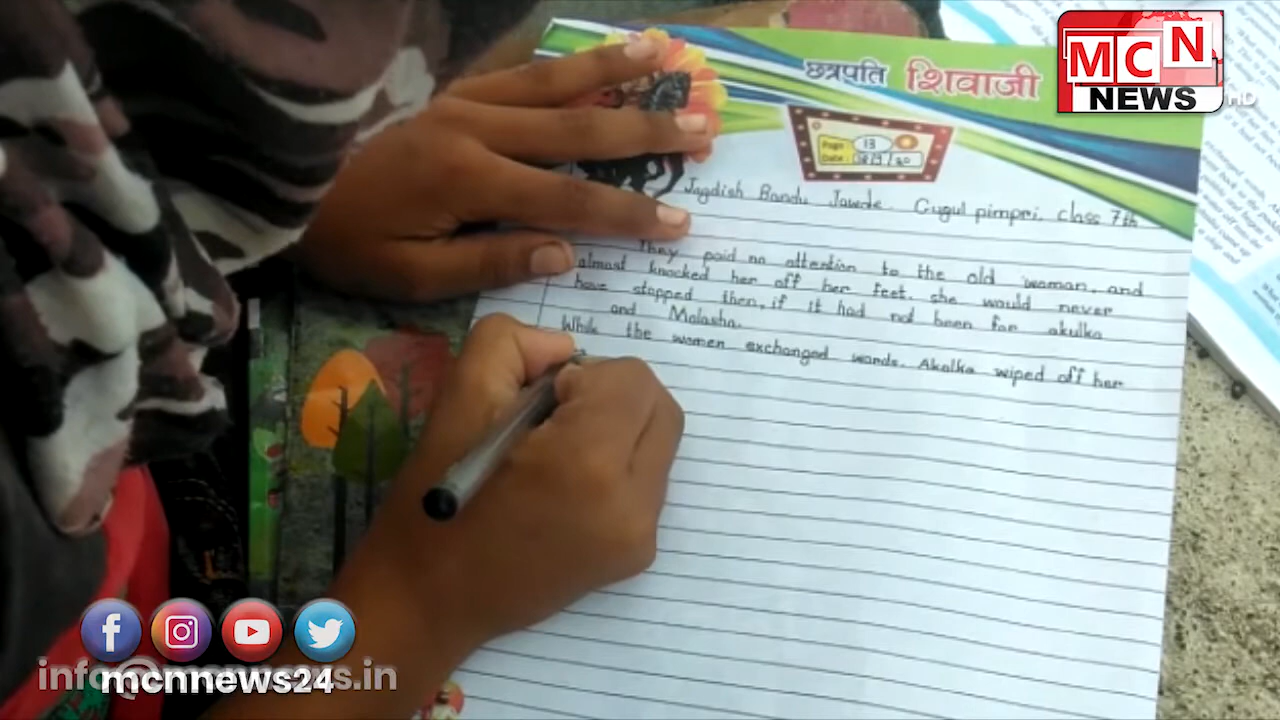 छत्रपति शिवाजी
MCN
NEWS
HD
Page : 13
Date :
Jagdish Bandu Jawde. Gugul pimpri. Class 7th
They paid no attention to the old woman, and
almost knocked her off her feet. she would never
have stopped then, if it had not been for akulka
and Malasha.
While the women exchanged words. Akulka wiped off her
mcnnews24